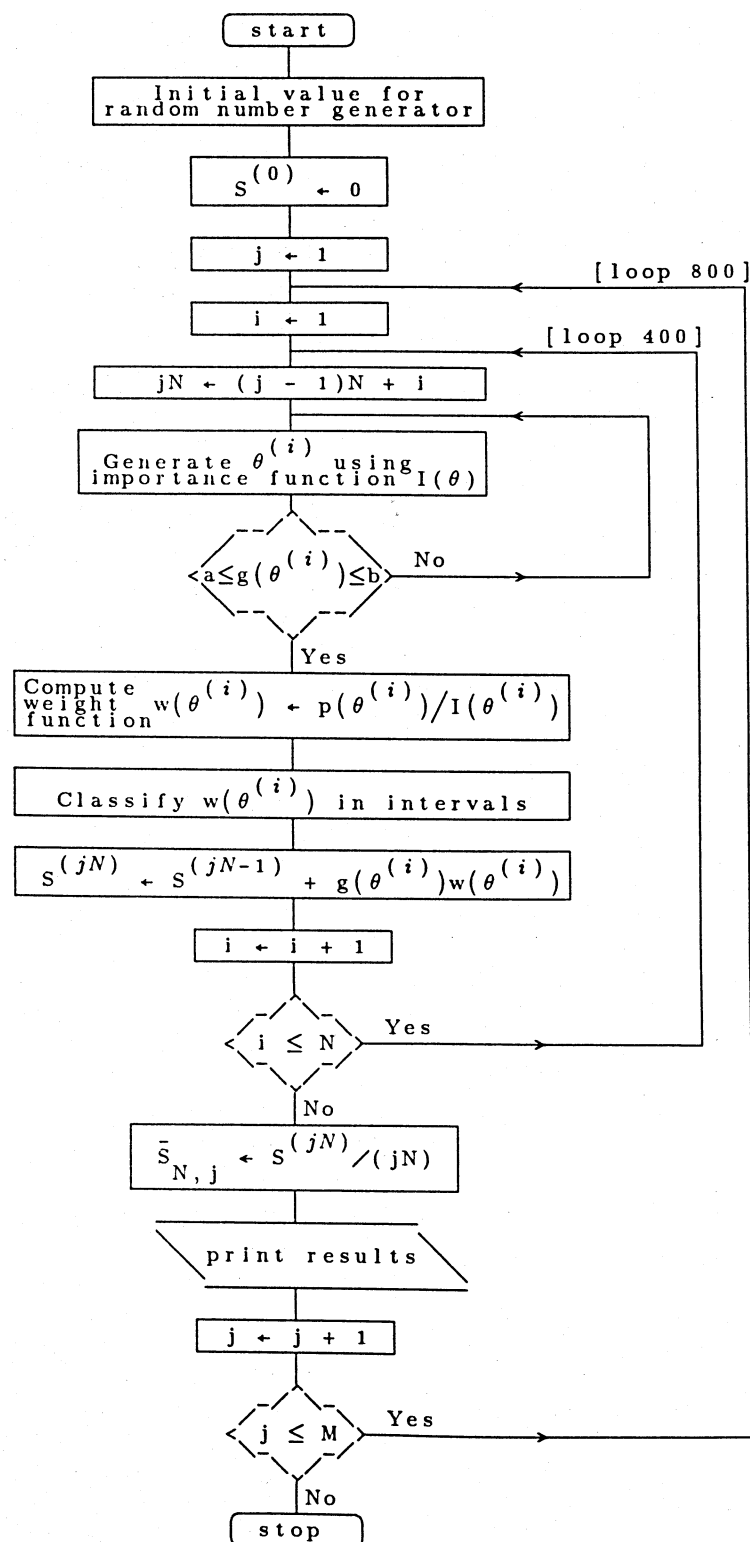 start
Initial value for
random number generator
S^(0) ← 0
j ← 1
[loop 800]
i ← 1
[loop 400]
jN ← (j - 1)N + i
Generate θ^(i) using
importance function I(θ)
a≤g(θ^(i))≤b
No
Yes
Compute
weight w(θ^(i)) ← p(θ^(i))/I(θ^(i))
function
Classify w(θ^(i)) in intervals
S^(jN) ← S^(jN-1) + g(θ^(i))w(θ^(i))
i ← i + 1
i ≤ N
Yes
No
S̄_N,j ← S^(jN)/(jN)
print results
j ← j + 1
j ≤ M
Yes
No
stop